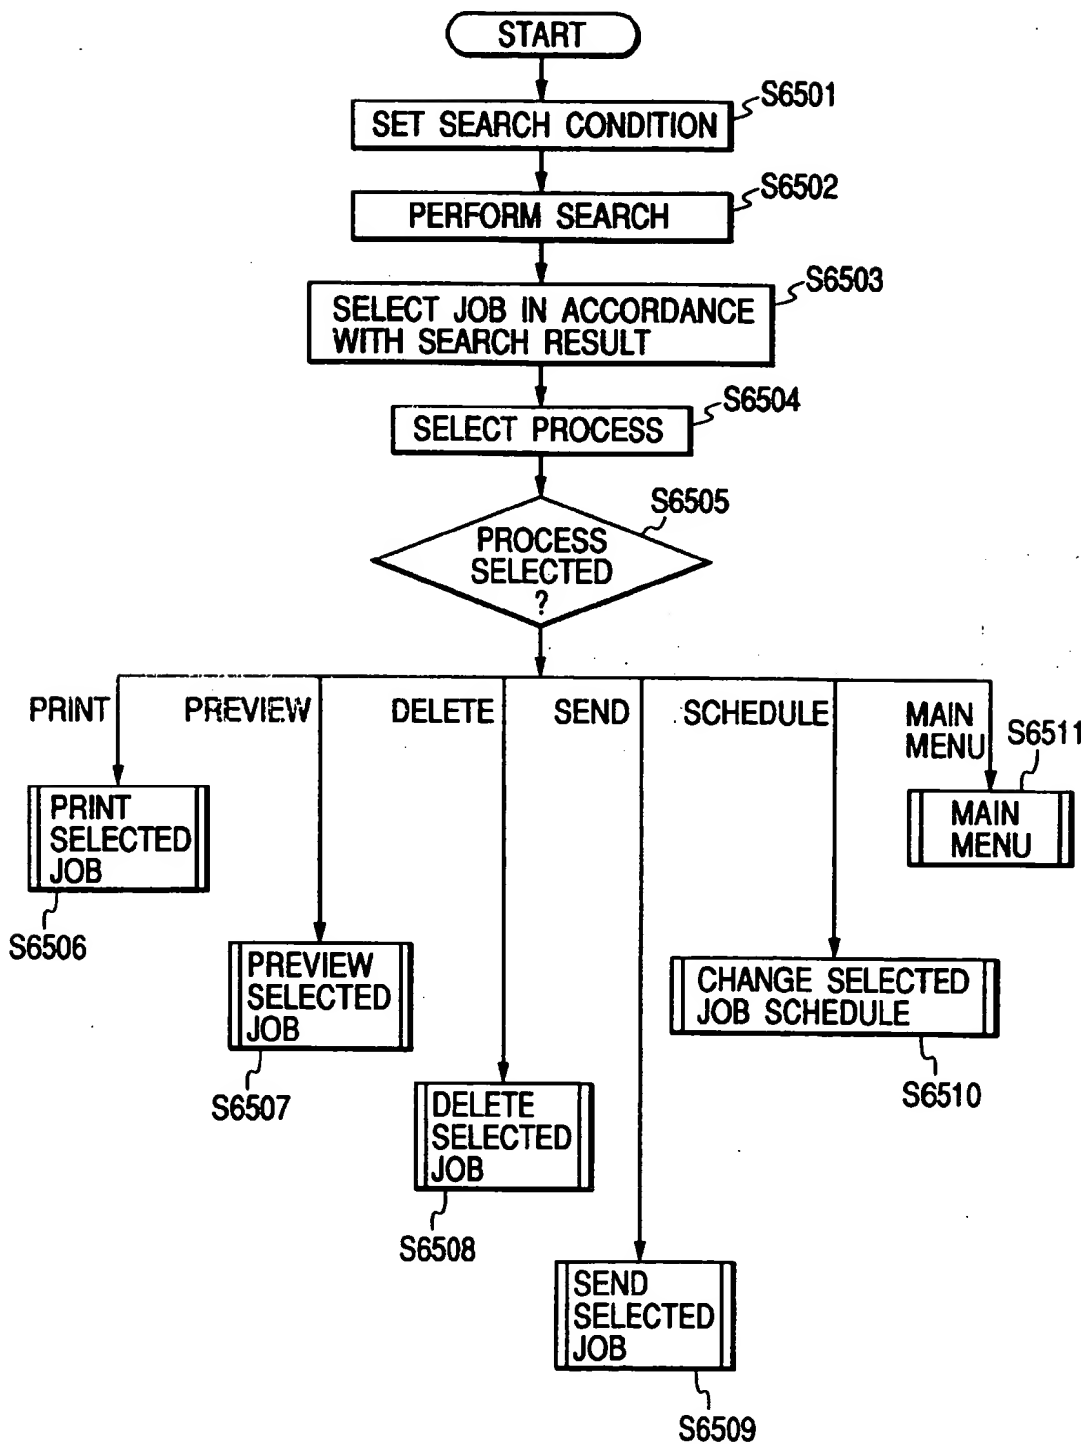 START
S6501
SET SEARCH CONDITION
S6502
PERFORM SEARCH
S6503
SELECT JOB IN ACCORDANCE
WITH SEARCH RESULT
S6504
SELECT PROCESS
S6505
PROCESS
SELECTED
?
PRINT
PREVIEW
DELETE
SEND
SCHEDULE
MAIN
MENU
S6511
PRINT
SELECTED
JOB
S6506
MAIN
MENU
PREVIEW
SELECTED
JOB
S6507
CHANGE SELECTED
JOB SCHEDULE
S6510
DELETE
SELECTED
JOB
S6508
SEND
SELECTED
JOB
S6509